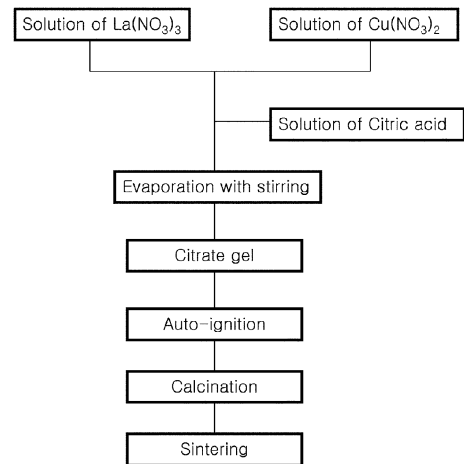 Solution of La(NO₃)₃
Solution of Cu(NO₃)₂
Solution of Citric acid
Evaporation with stirring
Citrate gel
Auto-ignition
Calcination
Sintering